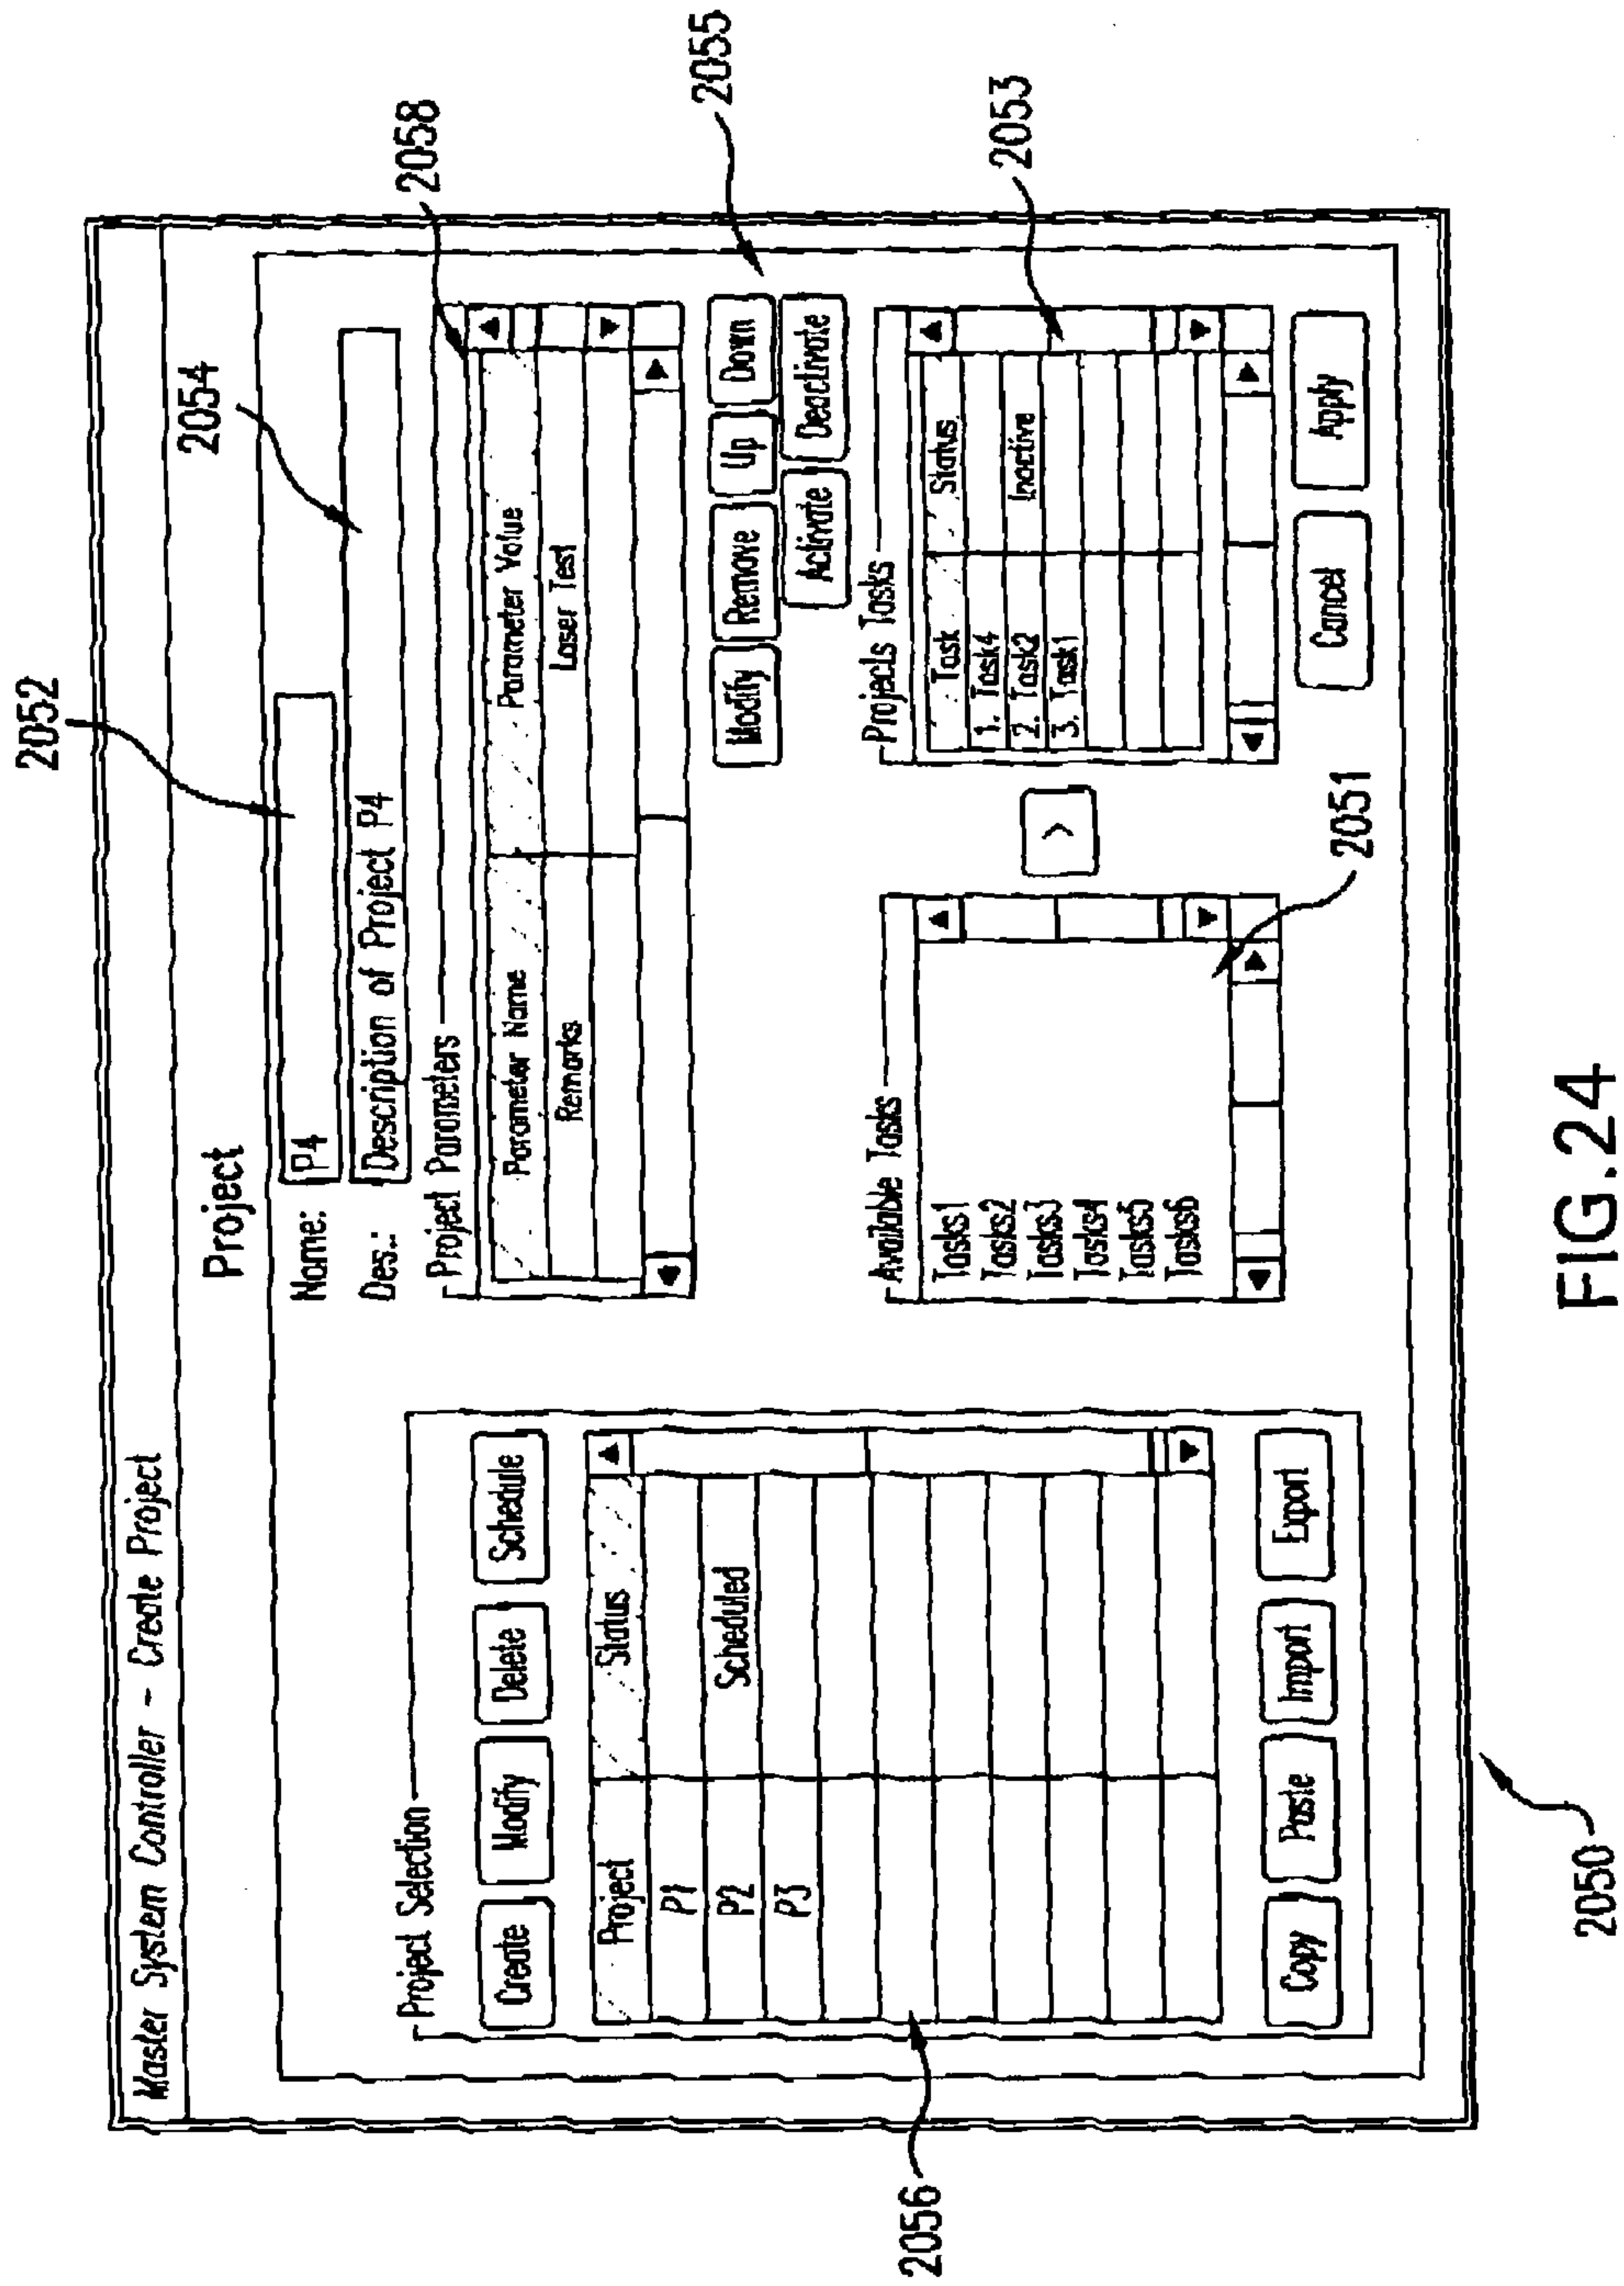 Master System Controller - Create Project
Project
Name: P4
Des.: Description of Project P4
2052
2054
Project Selection
Create Modify Delete Schedule
Project Status
P1
P2 Scheduled
P3
Copy Paste Import Export
2056
Project Parameters
Parameter Name Parameter Value
Remarks Laser Test
2058
Modify Remove Up Down
Activate Deactivate
2055
Available Tasks
Tasks1
Tasks2
Tasks3
Tasks4
Tasks5
Tasks6
2051
>
Projects Tasks
Task Status
1. Task4
2. Task2 Inactive
3. Task1
2053
Cancel Apply
2050
FIG.24